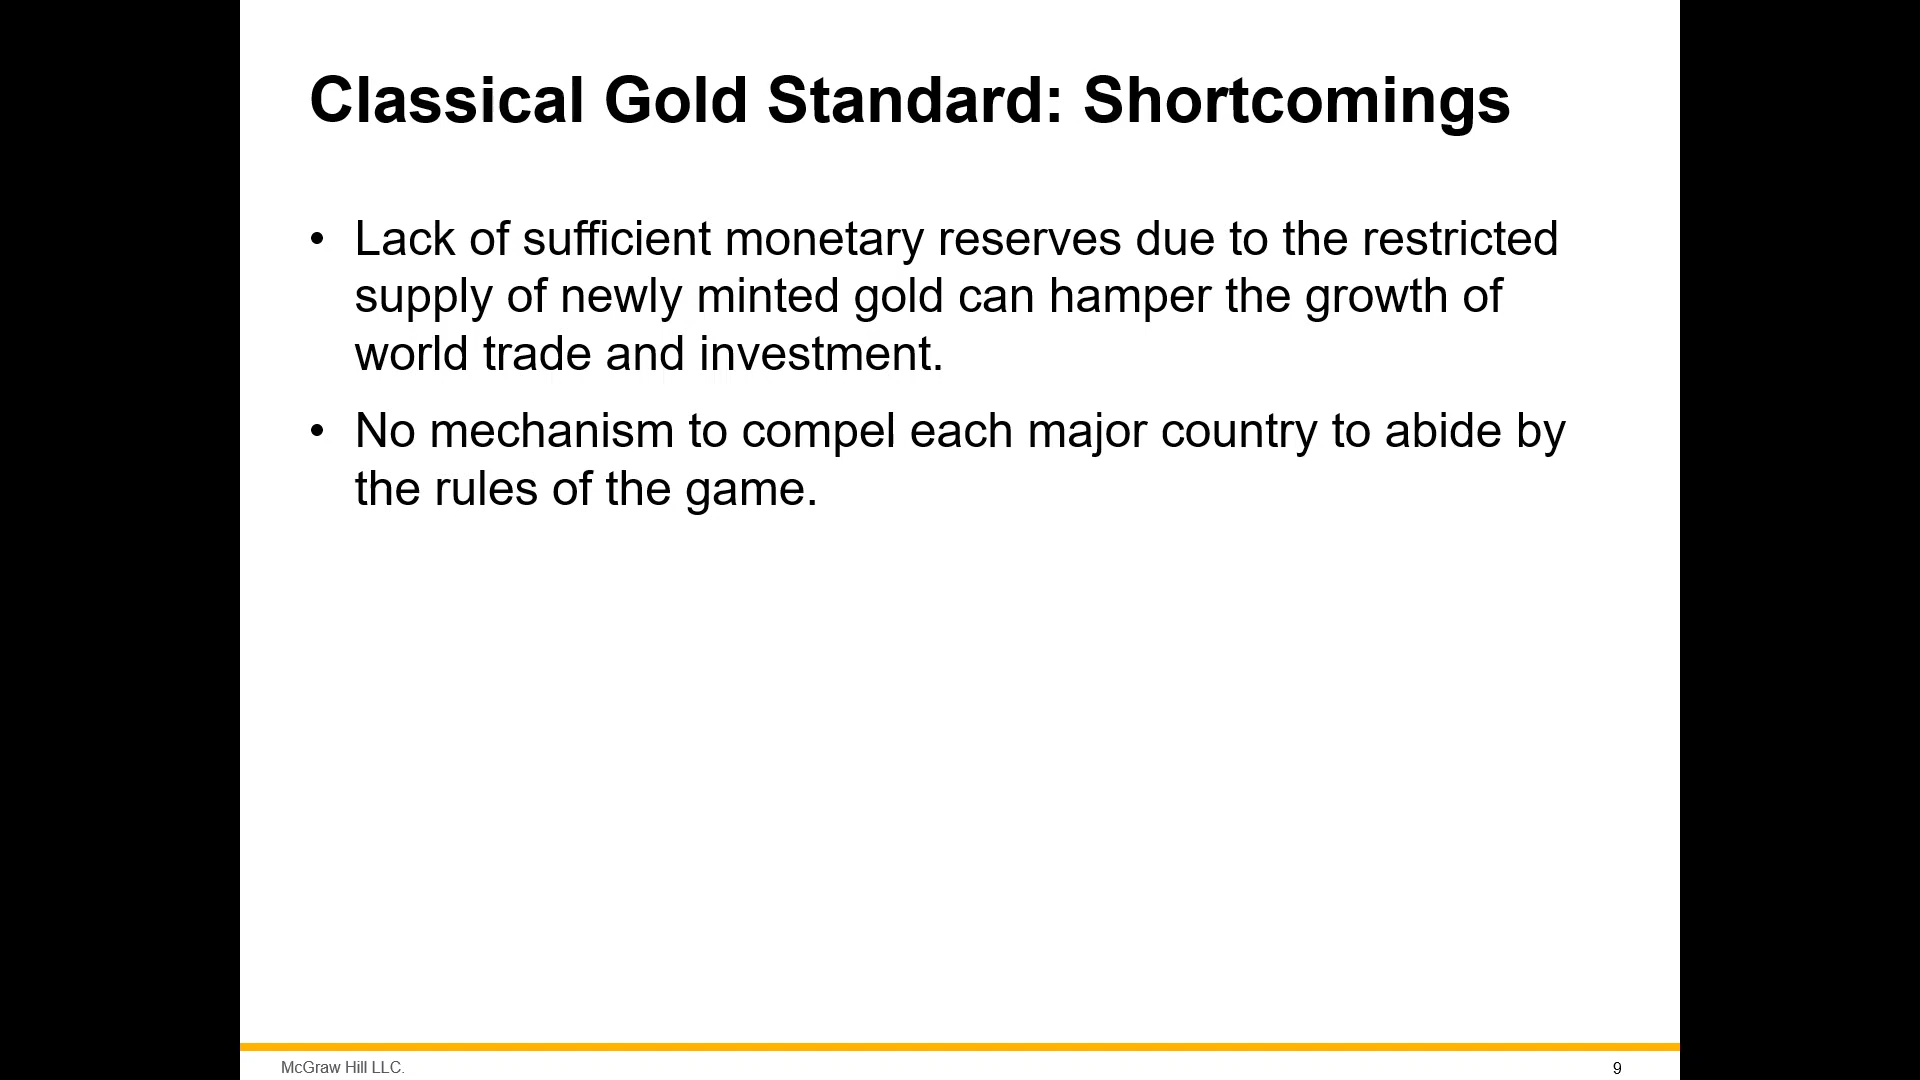 Classical Gold Standard: Shortcomings
• Lack of sufficient monetary reserves due to the restricted
supply of newly minted gold can hamper the growth of
world trade and investment.
• No mechanism to compel each major country to abide by
the rules of the game.
McGraw Hill LLC.
9